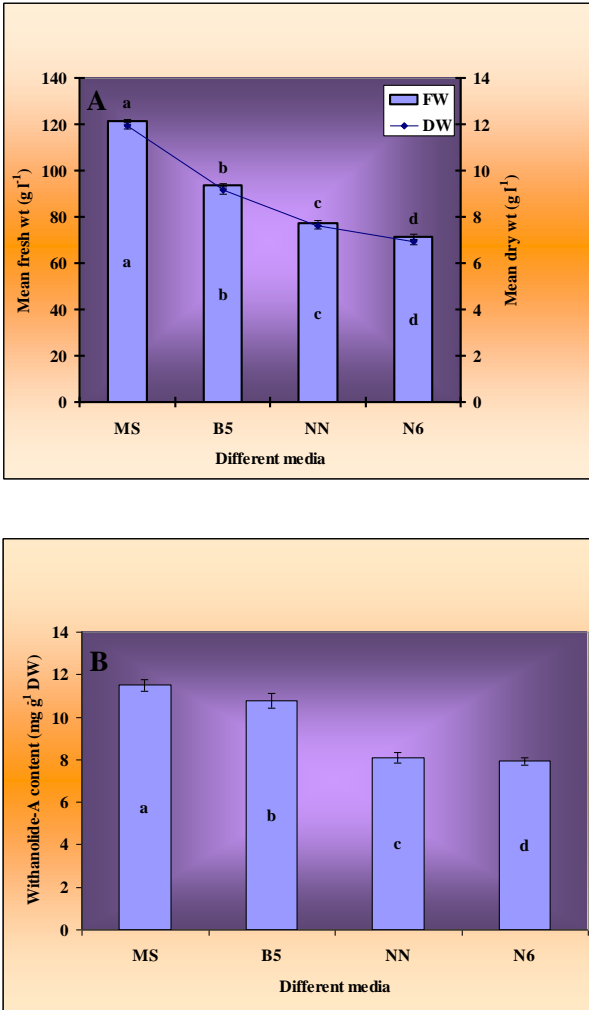 A
FW
DW
140
120
100
80
60
40
20
0
Mean fresh wt (g l-1)
14
12
10
8
6
4
2
0
Mean dry wt (g l-1)
a
b
c
d
a
b
c
d
MS B5 NN N6
Different media
B
14
12
10
8
6
4
2
0
Withanolide-A content (mg g-1 DW)
a
b
c
d
MS B5 NN N6
Different media